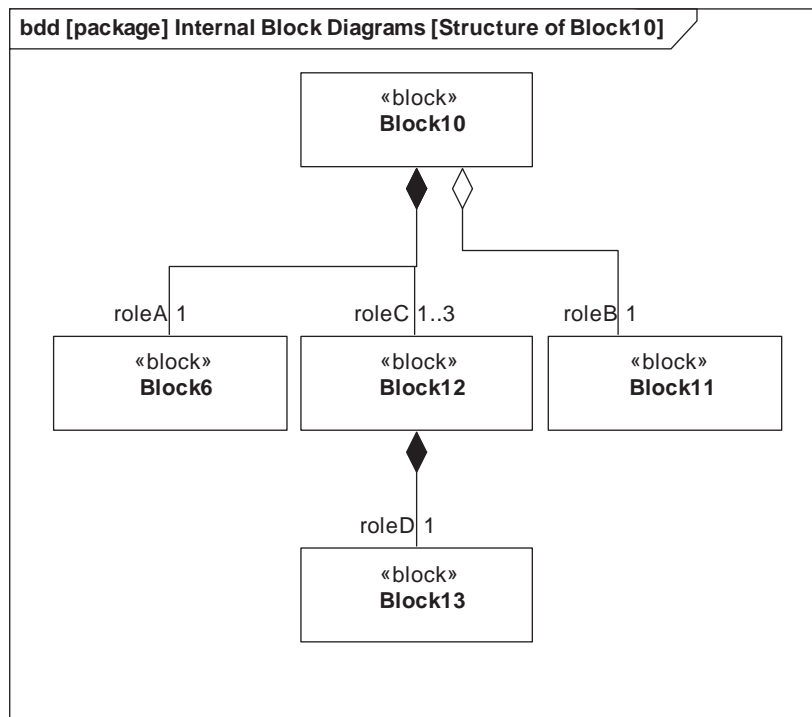 bdd [package] Internal Block Diagrams [Structure of Block10]
«block»
Block10
roleA 1
roleC 1..3
roleB 1
«block»
Block6
«block»
Block12
«block»
Block11
roleD 1
«block»
Block13